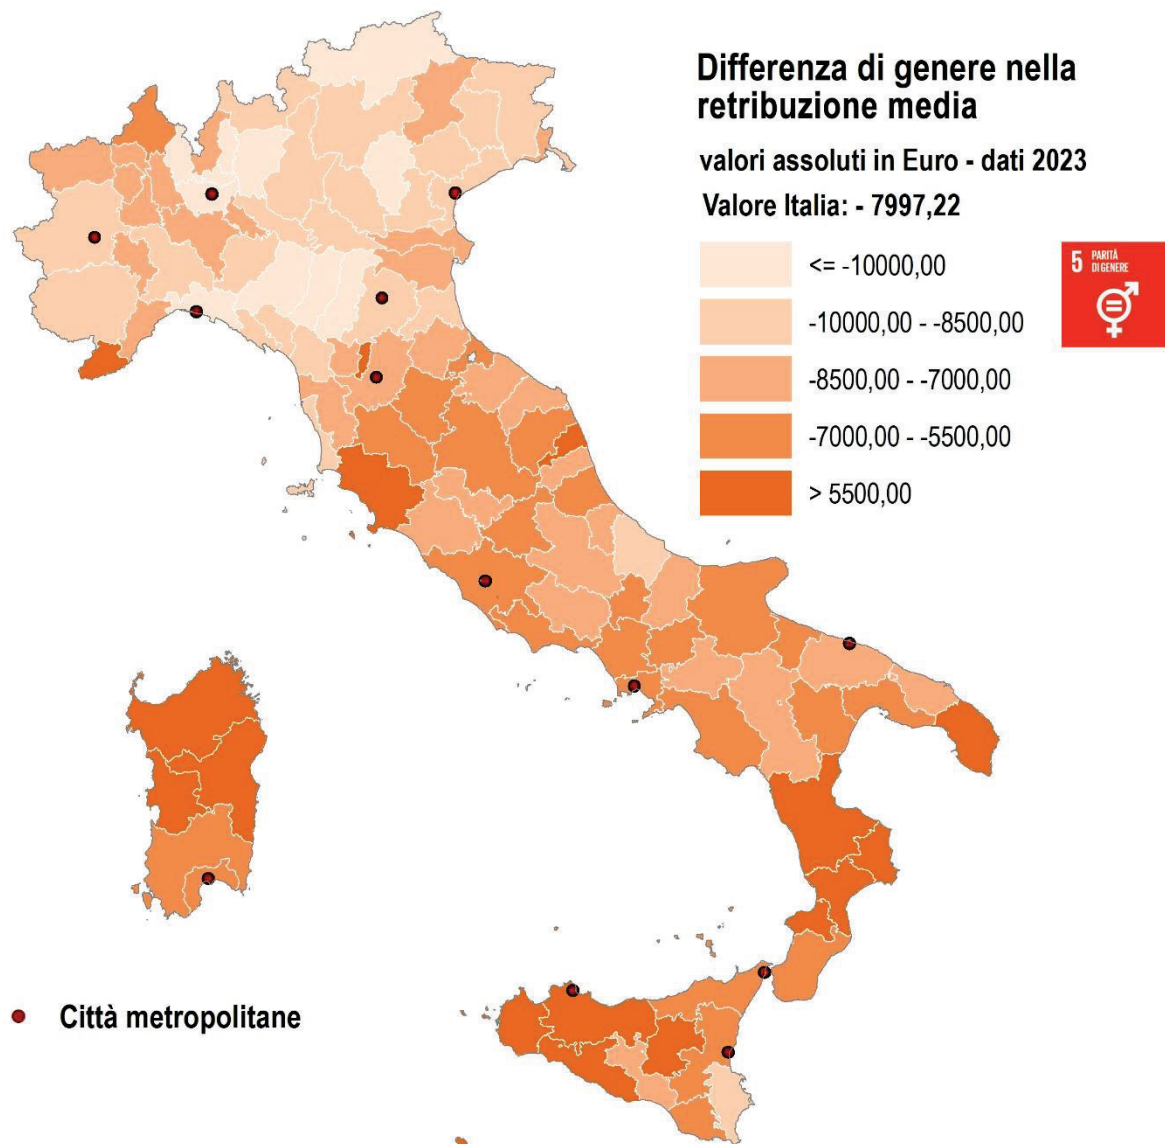 Differenza di genere nella
retribuzione media
valori assoluti in Euro - dati 2023
Valore Italia: - 7997,22
<= -10000,00
-10000,00 - -8500,00
-8500,00 - -7000,00
-7000,00 - -5500,00
> 5500,00
5 PARITÀ
DI GENERE
Città metropolitane